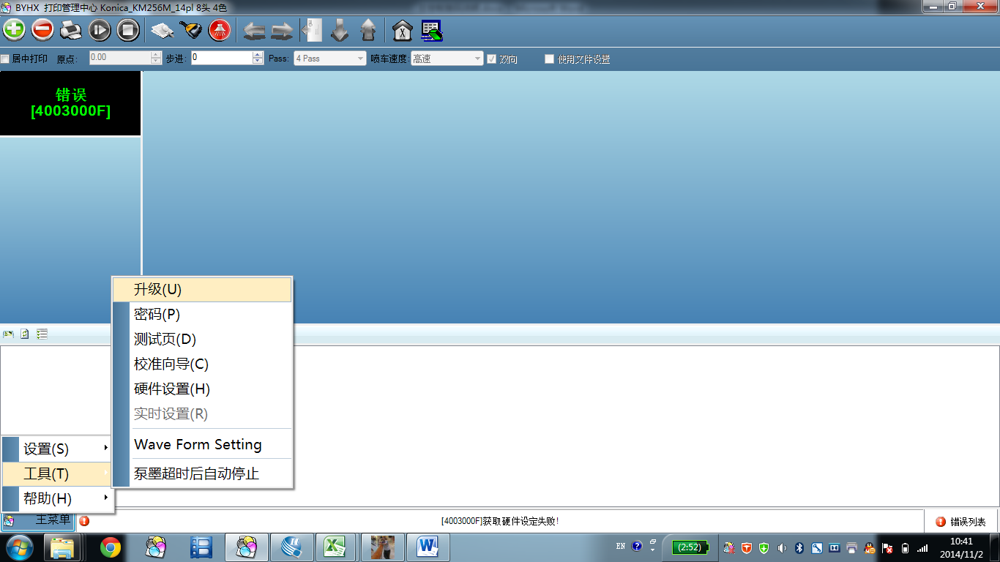 BYHX 打印管理中心 Konica_KM256M_14pl 8头 4色
居中打印 原点: 0.00 步进: 0 Pass: 4 Pass 喷车速度: 高速 双向 使用文件设置
错误
[4003000F]
升级(U)
密码(P)
测试页(D)
校准向导(C)
硬件设置(H)
实时设置(R)
Wave Form Setting
泵墨超时后自动停止
设置(S)
工具(T)
帮助(H)
主菜单 [4003000F]获取硬件设定失败! 错误列表
EN (2:52) 10:41
2014/11/2